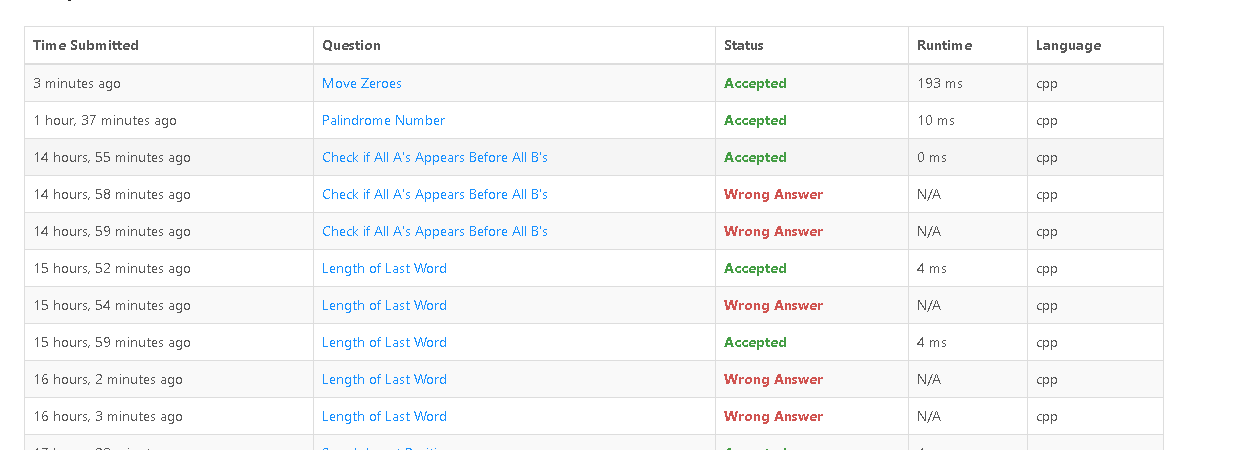 Time Submitted Question Status Runtime Language
3 minutes ago Move Zeroes Accepted 193 ms cpp
1 hour, 37 minutes ago Palindrome Number Accepted 10 ms cpp
14 hours, 55 minutes ago Check if All A's Appears Before All B's Accepted 0 ms cpp
14 hours, 58 minutes ago Check if All A's Appears Before All B's Wrong Answer N/A cpp
14 hours, 59 minutes ago Check if All A's Appears Before All B's Wrong Answer N/A cpp
15 hours, 52 minutes ago Length of Last Word Accepted 4 ms cpp
15 hours, 54 minutes ago Length of Last Word Wrong Answer N/A cpp
15 hours, 59 minutes ago Length of Last Word Accepted 4 ms cpp
16 hours, 2 minutes ago Length of Last Word Wrong Answer N/A cpp
16 hours, 3 minutes ago Length of Last Word Wrong Answer N/A cpp